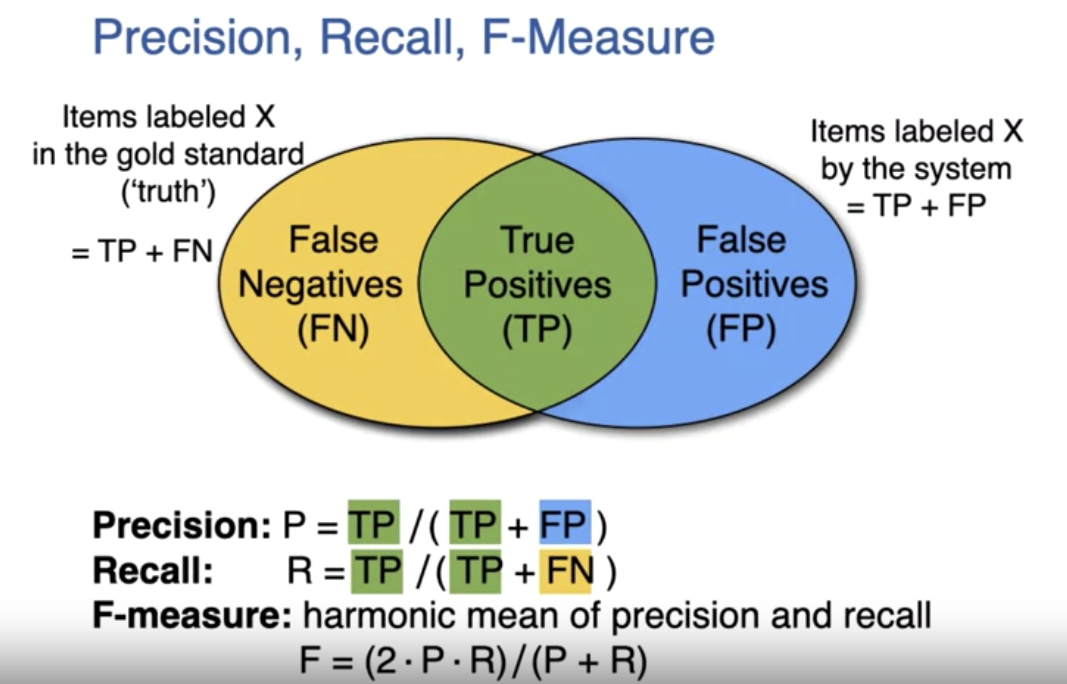 Precision, Recall, F-Measure
Items labeled X
in the gold standard
(‘truth’)
= TP + FN
Items labeled X
by the system
= TP + FP
False
Negatives
(FN)
True
Positives
(TP)
False
Positives
(FP)
Precision: P = TP /( TP + FP )
Recall: R = TP /( TP + FN )
F-measure: harmonic mean of precision and recall
F = (2 · P · R)/(P + R)